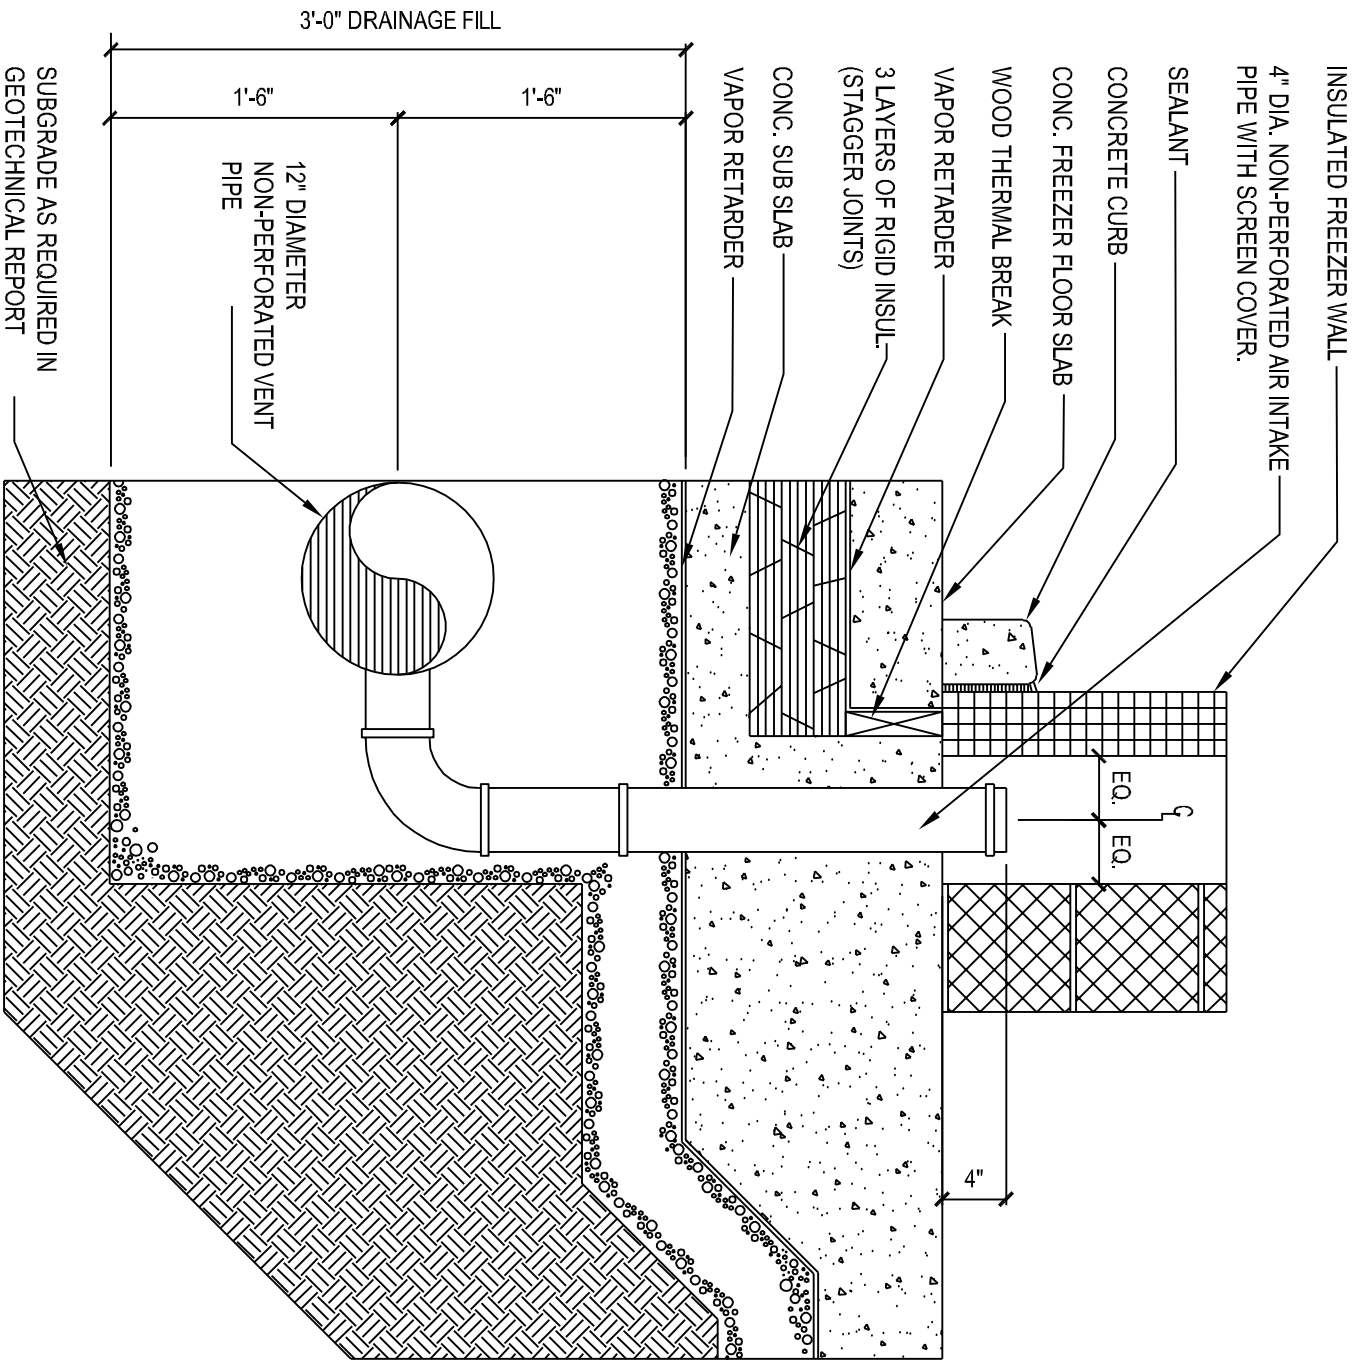 INSULATED FREEZER WALL
4" DIA. NON-PERFORATED AIR INTAKE
PIPE WITH SCREEN COVER.
SEALANT
CONCRETE CURB
CONC. FREEZER FLOOR SLAB
WOOD THERMAL BREAK
VAPOR RETARDER
3 LAYERS OF RIGID INSUL.
(STAGGER JOINTS)
CONC. SUB SLAB
VAPOR RETARDER
3'-0" DRAINAGE FILL
1'-6"
1'-6"
12" DIAMETER
NON-PERFORATED VENT
PIPE
SUBGRADE AS REQUIRED IN
GEOTECHNICAL REPORT
EQ.
EQ.
4"